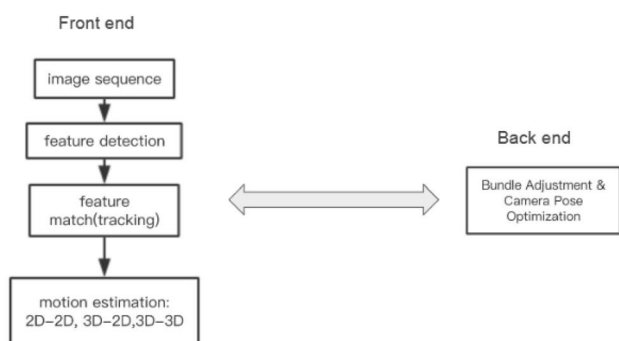 Front end
image sequence
feature detection
feature
match(tracking)
motion estimation:
2D-2D, 3D-2D,3D-3D
Back end
Bundle Adjustment &
Camera Pose
Optimization